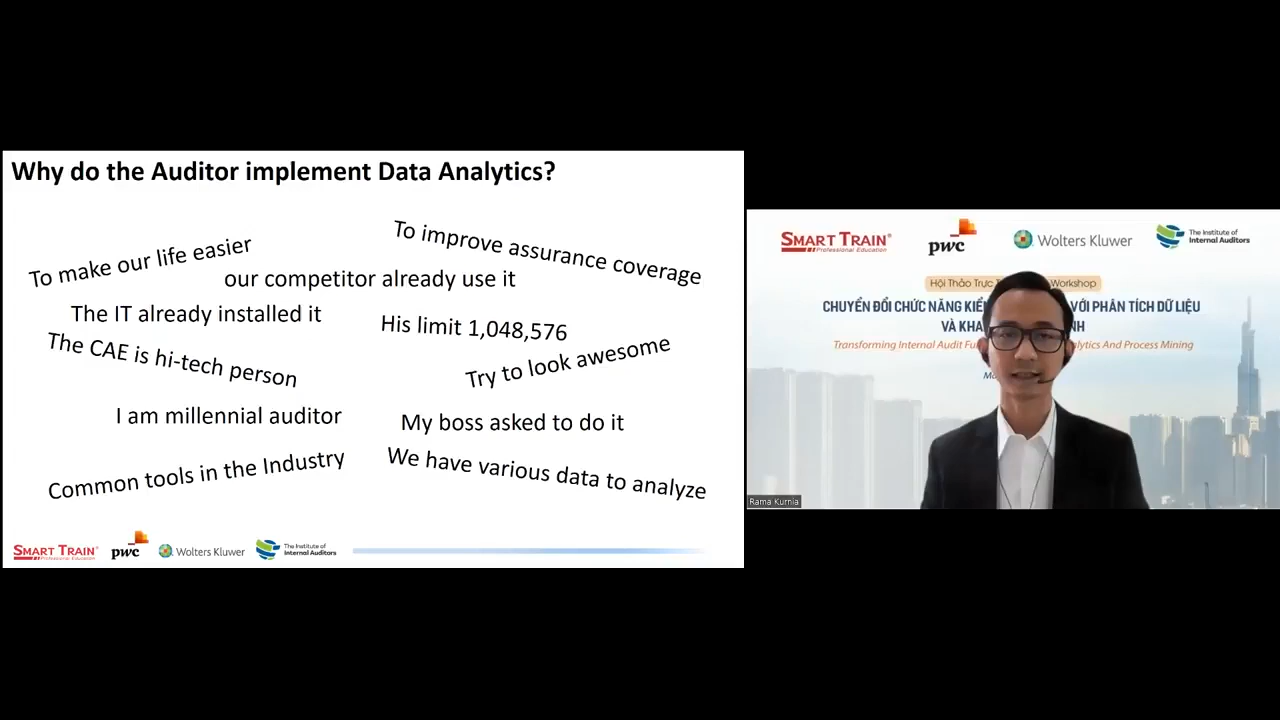 Why do the Auditor implement Data Analytics?
To make our life easier
To improve assurance coverage
our competitor already use it
The IT already installed it
His limit 1,048,576
The CAE is hi-tech person
Try to look awesome
I am millennial auditor
My boss asked to do it
Common tools in the Industry
We have various data to analyze
SMART TRAIN
Professional Education
pwc
Wolters Kluwer
The Institute of
Internal Auditors
SMART TRAIN
Professional Education
pwc
Wolters Kluwer
The Institute of
Internal Auditors
Hội Thảo Trực Workshop
CHUYỂN ĐỔI CHỨC NĂNG VỚI PHÂN TÍCH DỮ LIỆU
VÀ
Transforming Internal Audit And Process Mining
Rama Kurnia